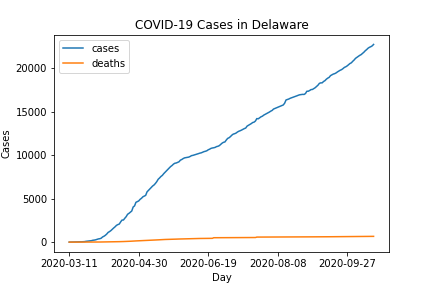 COVID-19 Cases in Delaware
cases
deaths
Cases
20000
15000
10000
5000
0
2020-03-11
2020-04-30
2020-06-19
2020-08-08
2020-09-27
Day